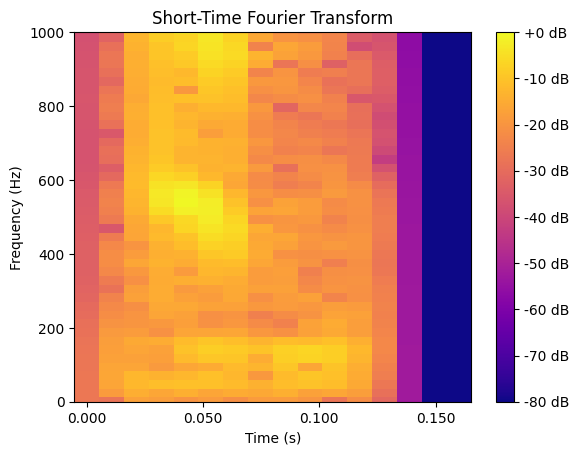 Short-Time Fourier Transform
1000
800
600
400
200
0
Frequency (Hz)
0.000
0.050
0.100
0.150
Time (s)
+0 dB
-10 dB
-20 dB
-30 dB
-40 dB
-50 dB
-60 dB
-70 dB
-80 dB